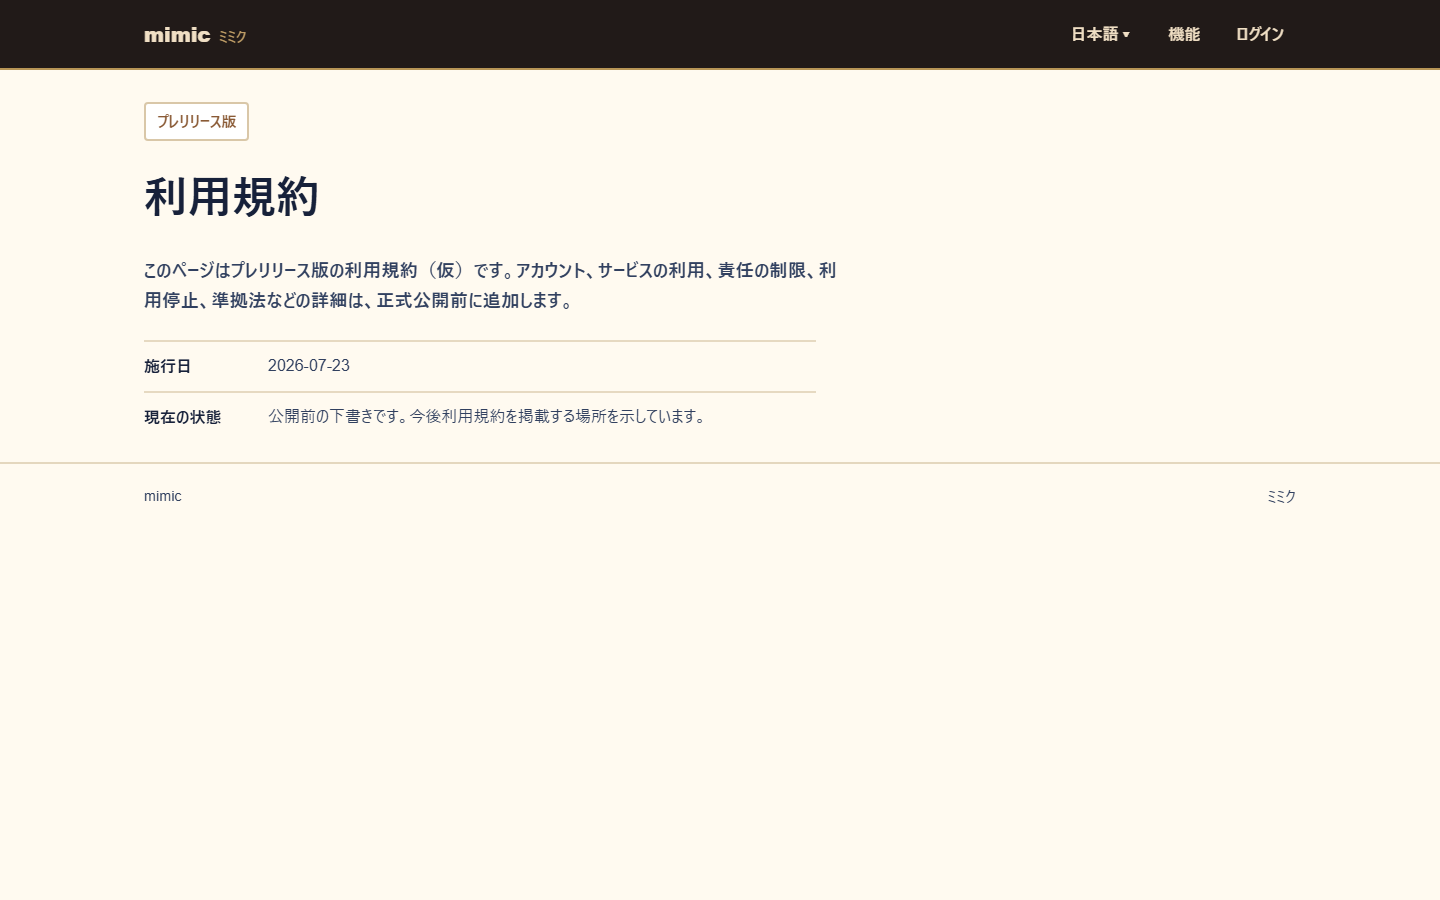 mimic ミミク
日本語 ▾ 機能 ログイン
プレリリース版
利用規約
このページはプレリリース版の利用規約（仮）です。アカウント、サービスの利用、責任の制限、利
用停止、準拠法などの詳細は、正式公開前に追加します。
施行日 2026-07-23
現在の状態 公開前の下書きです。今後利用規約を掲載する場所を示しています。
mimic ミミク